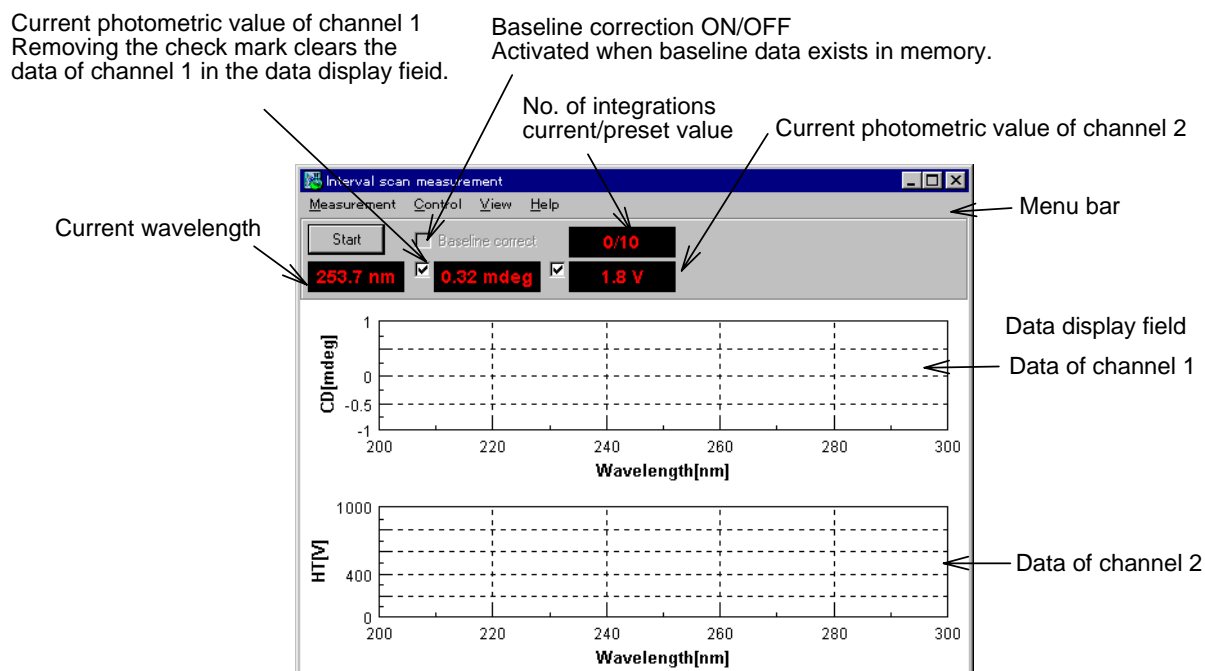 Current photometric value of channel 1
Removing the check mark clears the
data of channel 1 in the data display fieid.
Baseline correction ON/OFF
Activated when baseline data exists in memory.
No. of integrations
current/preset value
Current photometric value of channel 2
Interval scan measurement
Measurement Control View Help
Menu bar
Current wavelength
Start
Baseline correct
0/10
253.7 nm
0.32 mdeg
1.8 V
Data display field
Data of channel 1
CD[mdeg]
1
0
-0.5
-1
200 220 240 260 280 300
Wavelength[nm]
Data of channel 2
HT[V]
1000
400
0
200 220 240 260 280 300
Wavelength[nm]